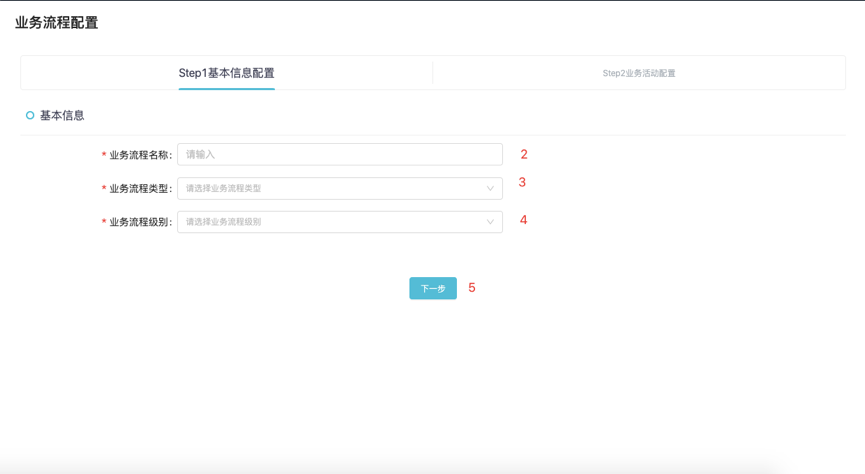 业务流程配置
Step1基本信息配置
Step2业务活动配置
基本信息
* 业务流程名称: 请输入 2
* 业务流程类型: 请选择业务流程类型 3
* 业务流程级别: 请选择业务流程级别 4
下一步 5